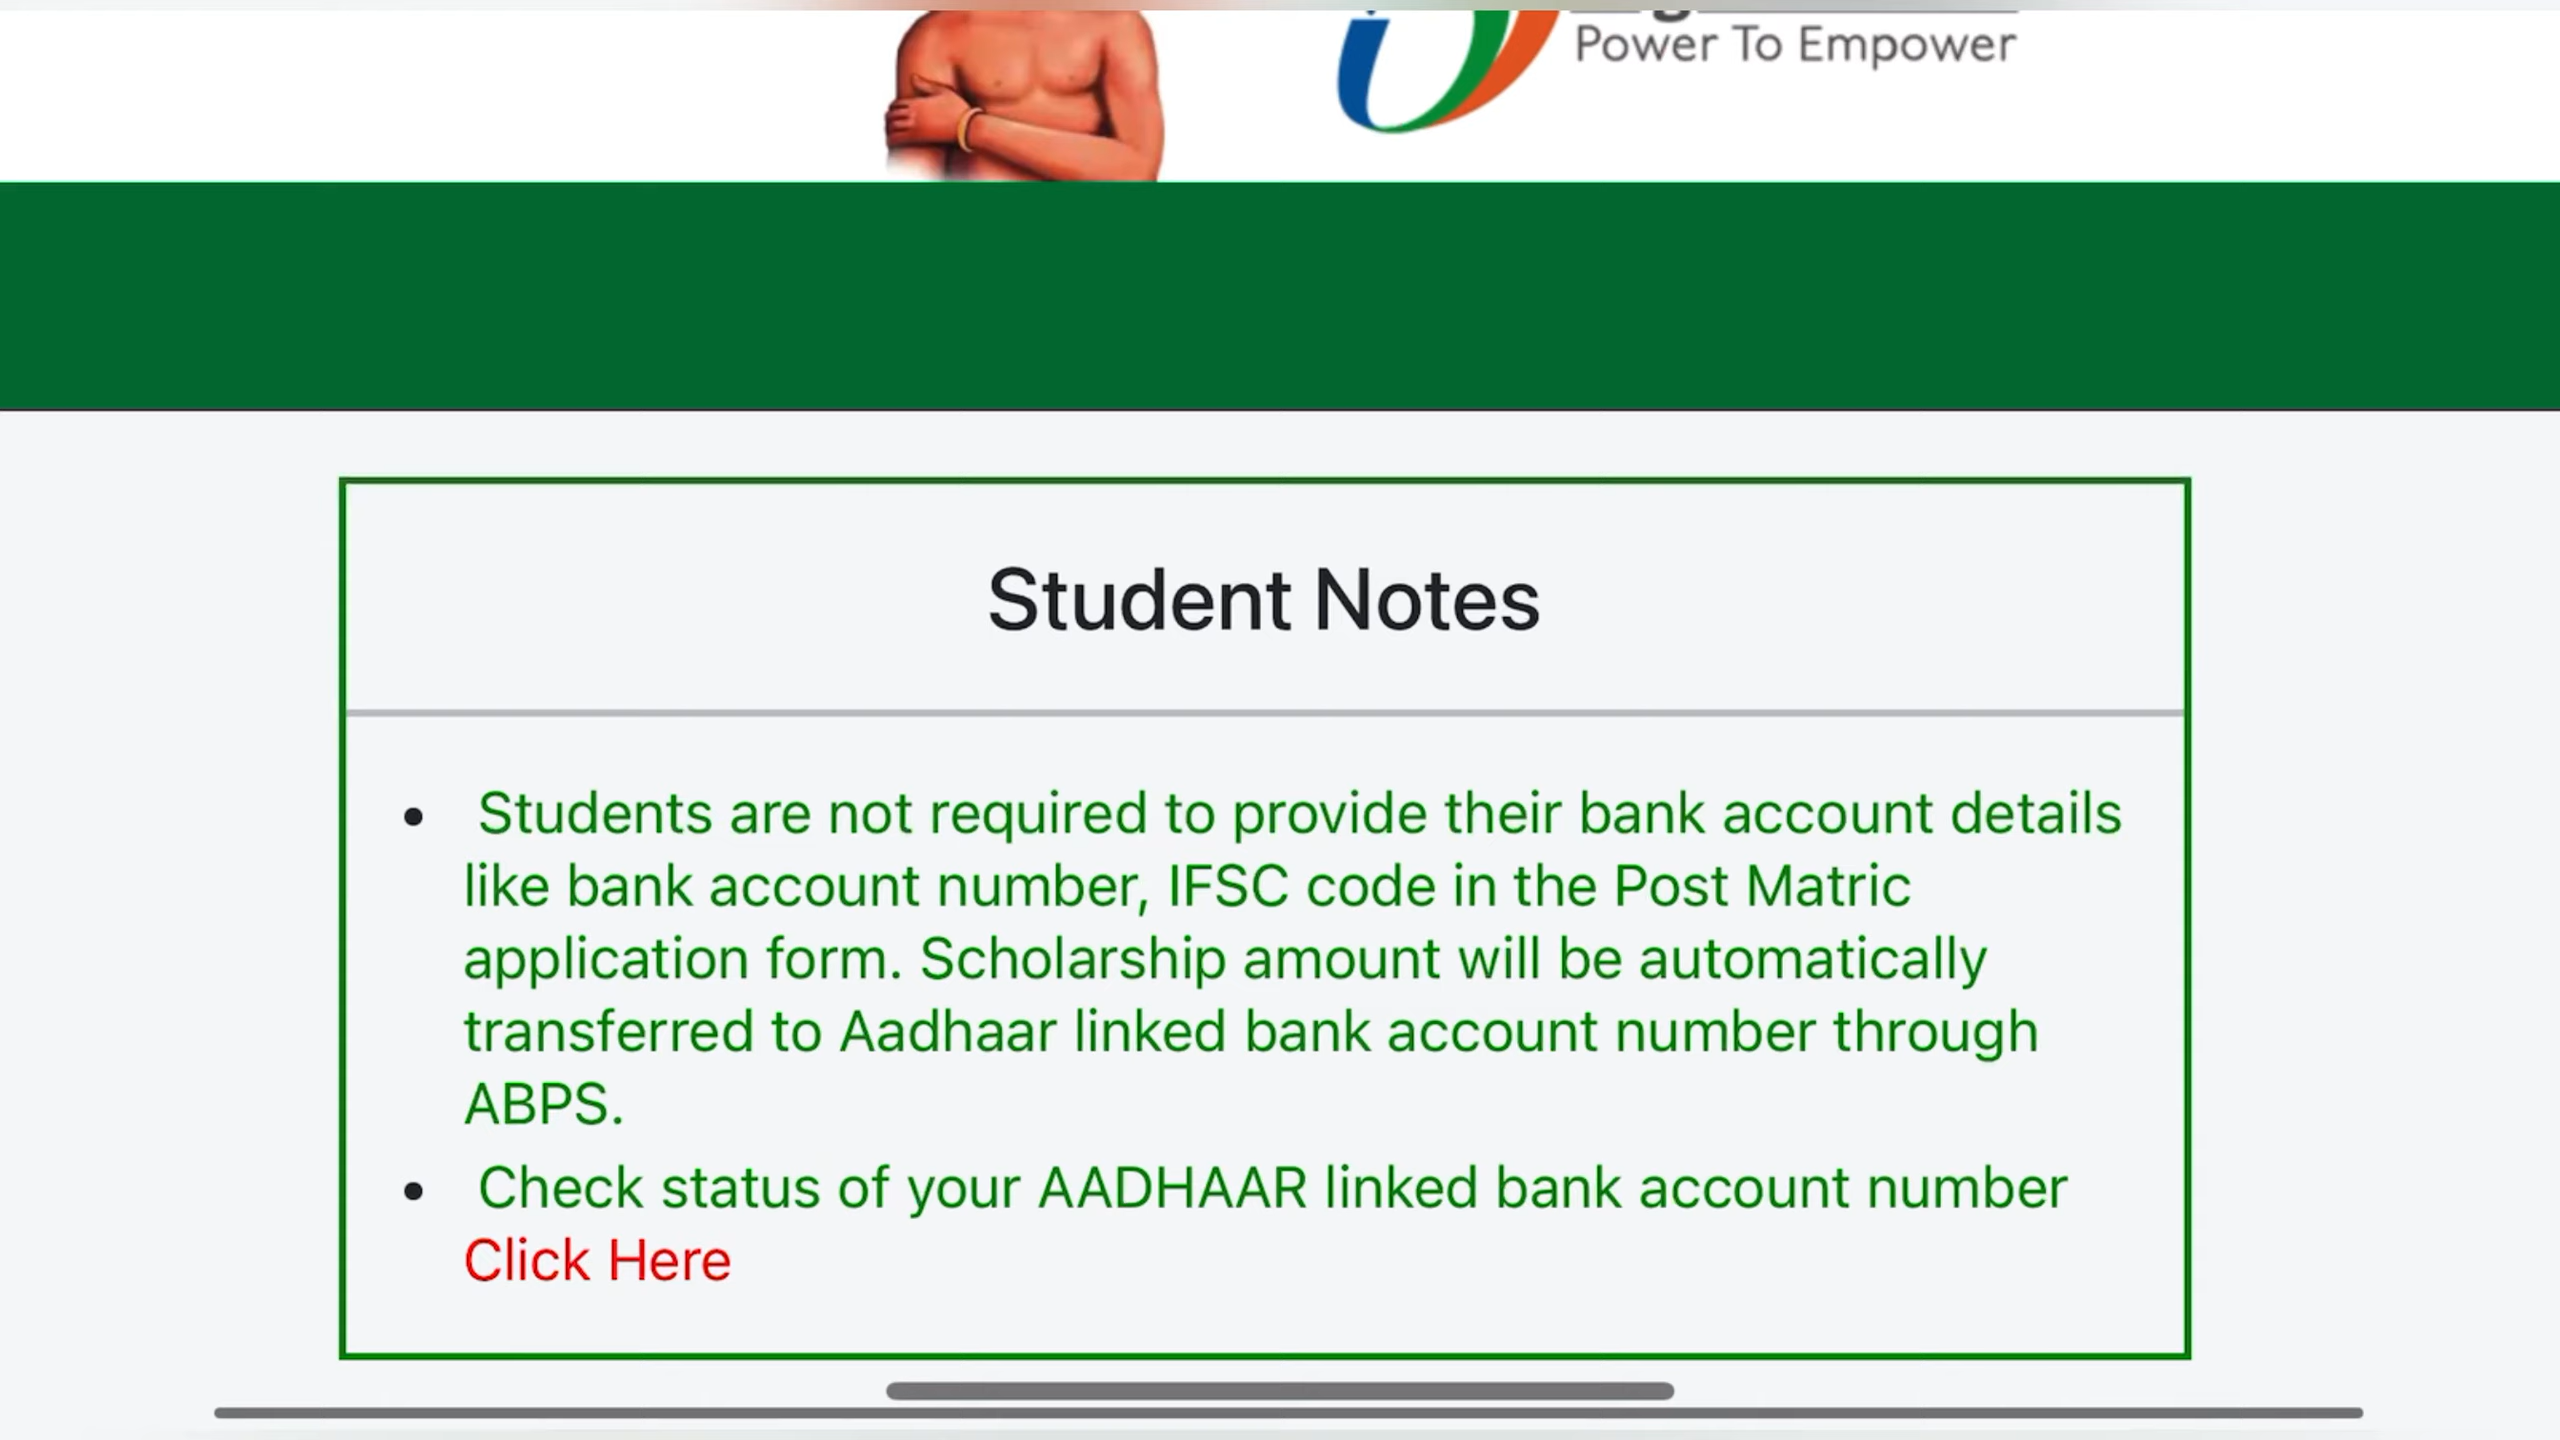 Power To Empower
Student Notes
Students are not required to provide their bank account details
like bank account number, IFSC code in the Post Matric
application form. Scholarship amount will be automatically
transferred to Aadhaar linked bank account number through
ABPS.
Check status of your AADHAAR linked bank account number
Click Here